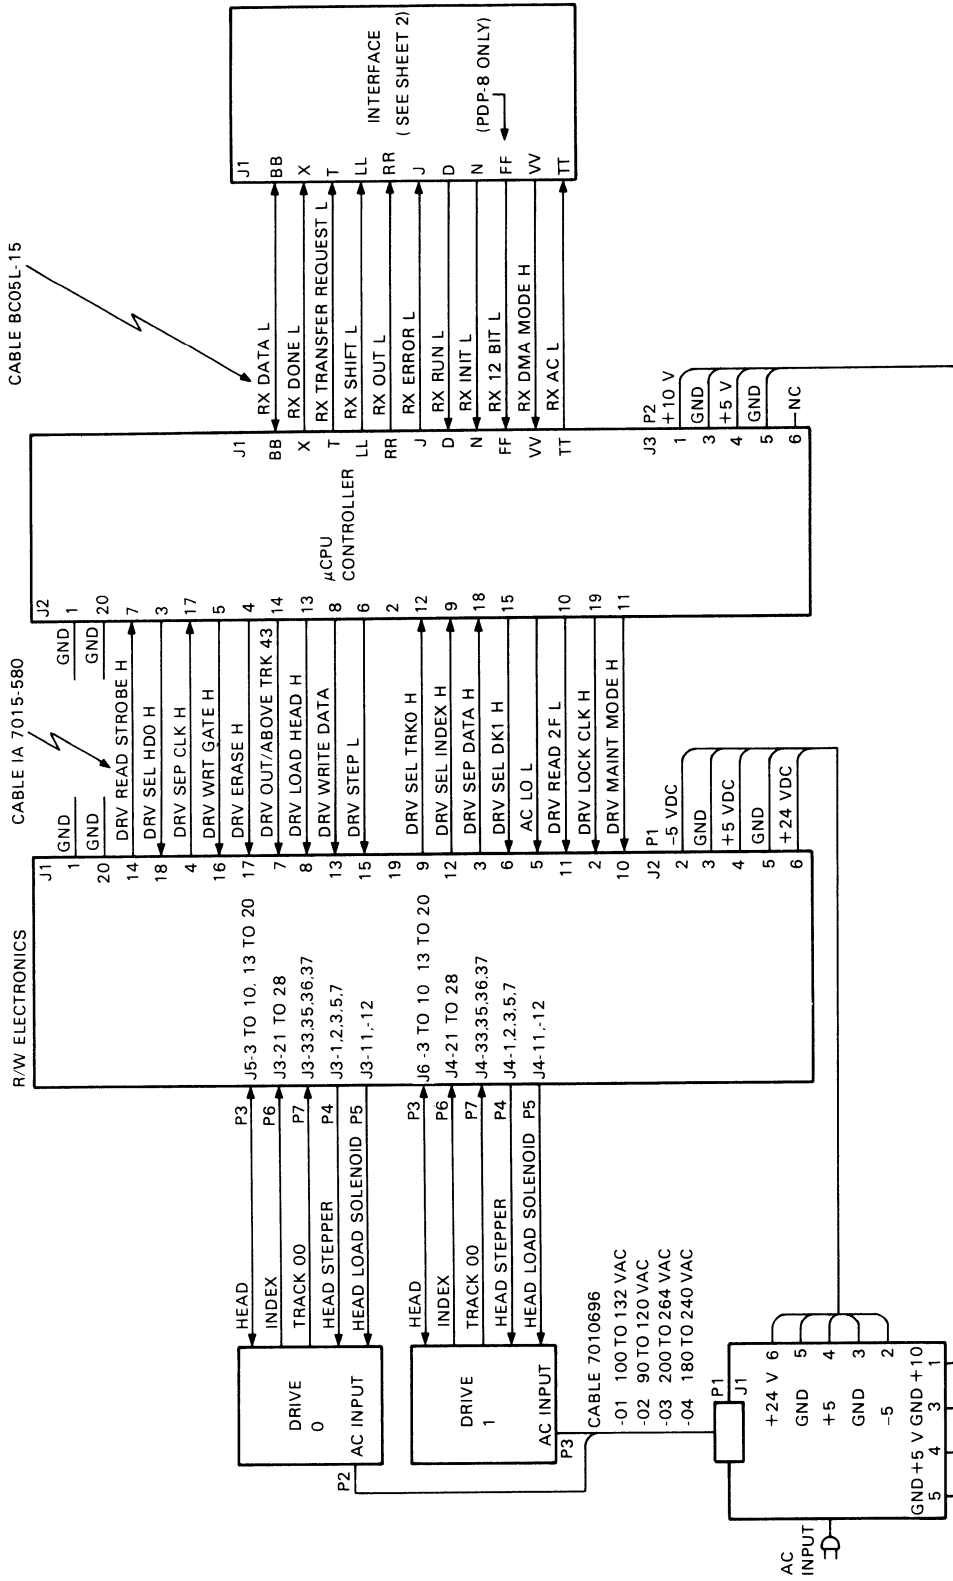 CABLE BC05L-15
J1
BB
X
T
LL
RR
J
D
N
FF
VV
TT
INTERFACE
(SEE SHEET 2)
(PDP-8 ONLY)
RX DATA L
RX DONE L
RX TRANSFER REQUEST L
RX SHIFT L
RX OUT L
RX ERROR L
RX RUN L
RX INIT L
RX 12 BIT L
RX DMA MODE H
RX AC L
J1
BB
X
T
LL
RR
J
D
N
FF
VV
TT
µCPU
CONTROLLER
J3 P2
1 +10 V
3 GND
4 +5 V
5 GND
6 NC
J2
1
20
7
3
17
5
4
14
13
8
6
2
12
9
18
15
10
19
11
CABLE IA 7015-580
GND GND
GND GND
DRV READ STROBE H
DRV SEL HD0 H
DRV SEP CLK H
DRV WRT GATE H
DRV ERASE H
DRV OUT/ABOVE TRK 43
DRV LOAD HEAD H
DRV WRITE DATA
DRV STEP L
DRV SEL TRK0 H
DRV SEL INDEX H
DRV SEP DATA H
DRV SEL DK1 H
AC LO L
DRV READ 2F L
DRV LOCK CLK H
DRV MAINT MODE H
J1
1
20
14
18
4
16
17
7
8
13
15
19
9
12
3
6
5
11
2
10
J2 P1
2 -5 VDC
3 GND
4 +5 VDC
5 GND
6 +24 VDC
R/W ELECTRONICS
J5-3 TO 10, 13 TO 20
J3-21 TO 28
J3-33,35,36,37
J3-1,2,3,5,7
J3-11,-12
J6 -3 TO 10 13 TO 20
J4-21 TO 28
J4-33,35,36,37
J4-1,2,3,5,7
J4-11,-12
HEAD P3
INDEX P6
TRACK 00 P7
HEAD STEPPER P4
HEAD LOAD SOLENOID P5
HEAD P3
INDEX P6
TRACK 00 P7
HEAD STEPPER P4
HEAD LOAD SOLENOID P5
DRIVE
0
AC INPUT
P2
DRIVE
1
AC INPUT
P3
CABLE 7010696
-01 100 TO 132 VAC
-02 90 TO 120 VAC
-03 200 TO 264 VAC
-04 180 TO 240 VAC
P1
J1
+24 V 6
GND 5
+5 4
GND 3
-5 2
GND +5 V GND +10
5 4 3 1
AC
INPUT